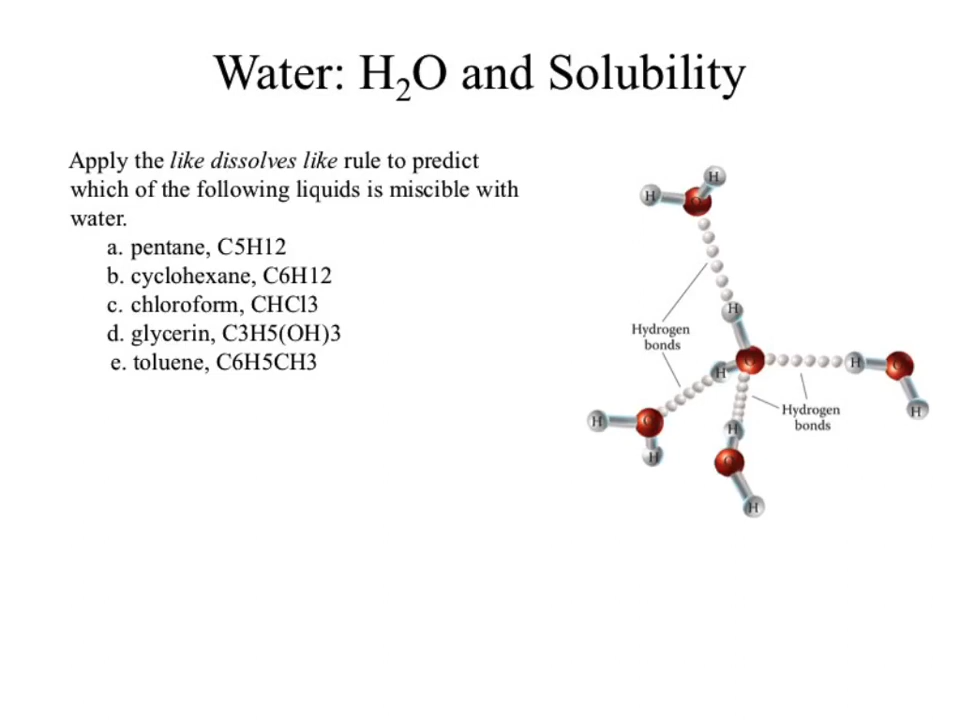 Water: H2O and Solubility
Apply the like dissolves like rule to predict
which of the following liquids is miscible with
water.
a. pentane, C5H12
b. cyclohexane, C6H12
c. chloroform, CHCl3
d. glycerin, C3H5(OH)3
e. toluene, C6H5CH3
H
H
O
H
Hydrogen
bonds
O
H
H
O
H
Hydrogen
bonds
H
O
H
H
O
H